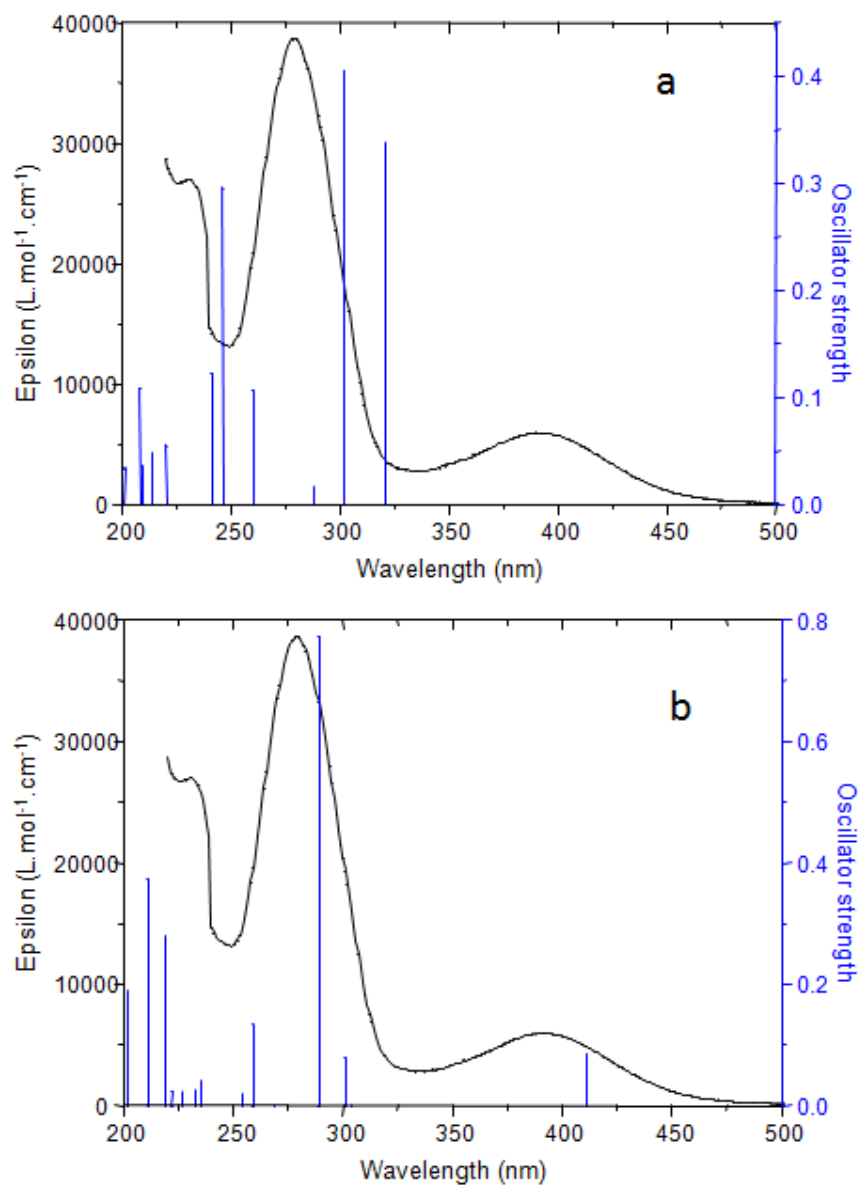 a
40000
30000
20000
10000
0
Epsilon (L.mol⁻¹.cm⁻¹)
0.4
0.3
0.2
0.1
0.0
Oscillator strength
200 250 300 350 400 450 500
Wavelength (nm)
b
40000
30000
20000
10000
0
Epsilon (L.mol⁻¹.cm⁻¹)
0.8
0.6
0.4
0.2
0.0
Oscillator strength
200 250 300 350 400 450 500
Wavelength (nm)